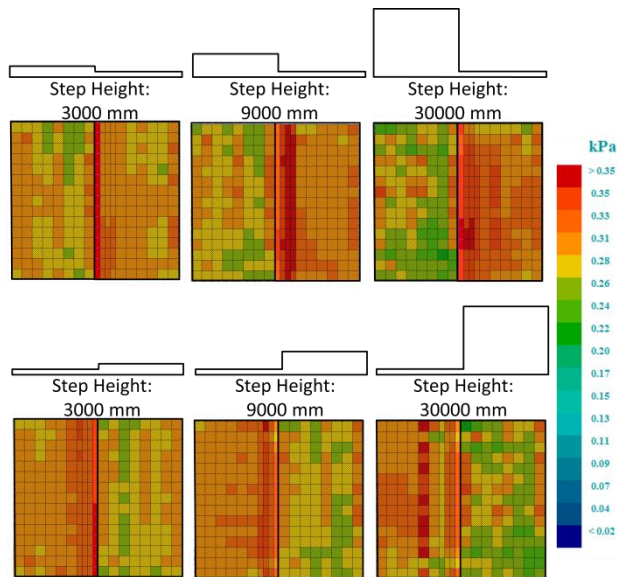 Step Height:
3000 mm
Step Height:
9000 mm
Step Height:
30000 mm
kPa
> 0.35
0.35
0.33
0.31
0.28
0.26
0.24
0.22
0.20
0.17
0.15
0.13
0.11
0.09
0.07
0.04
< 0.02
Step Height:
3000 mm
Step Height:
9000 mm
Step Height:
30000 mm